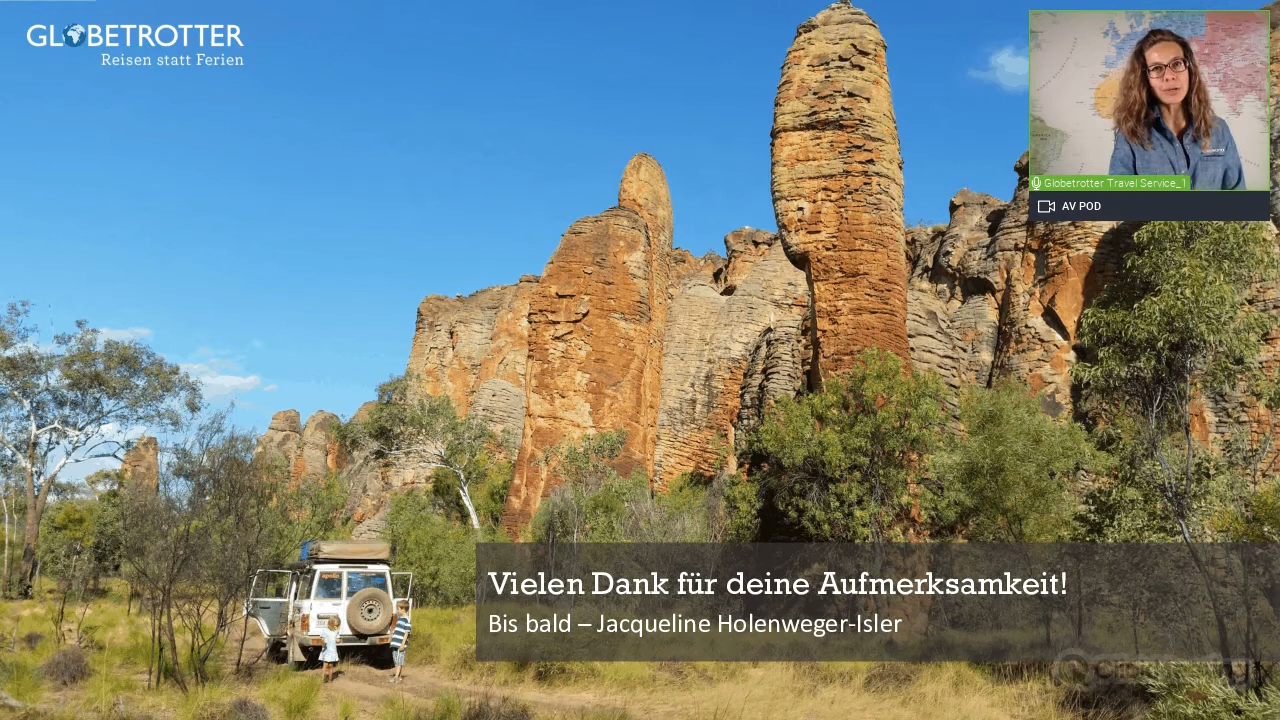 GLOBETROTTER
Reisen statt Ferien
Globetrotter Travel Service_1
AV POD
Vielen Dank für deine Aufmerksamkeit!
Bis bald – Jacqueline Holenweger-Isler